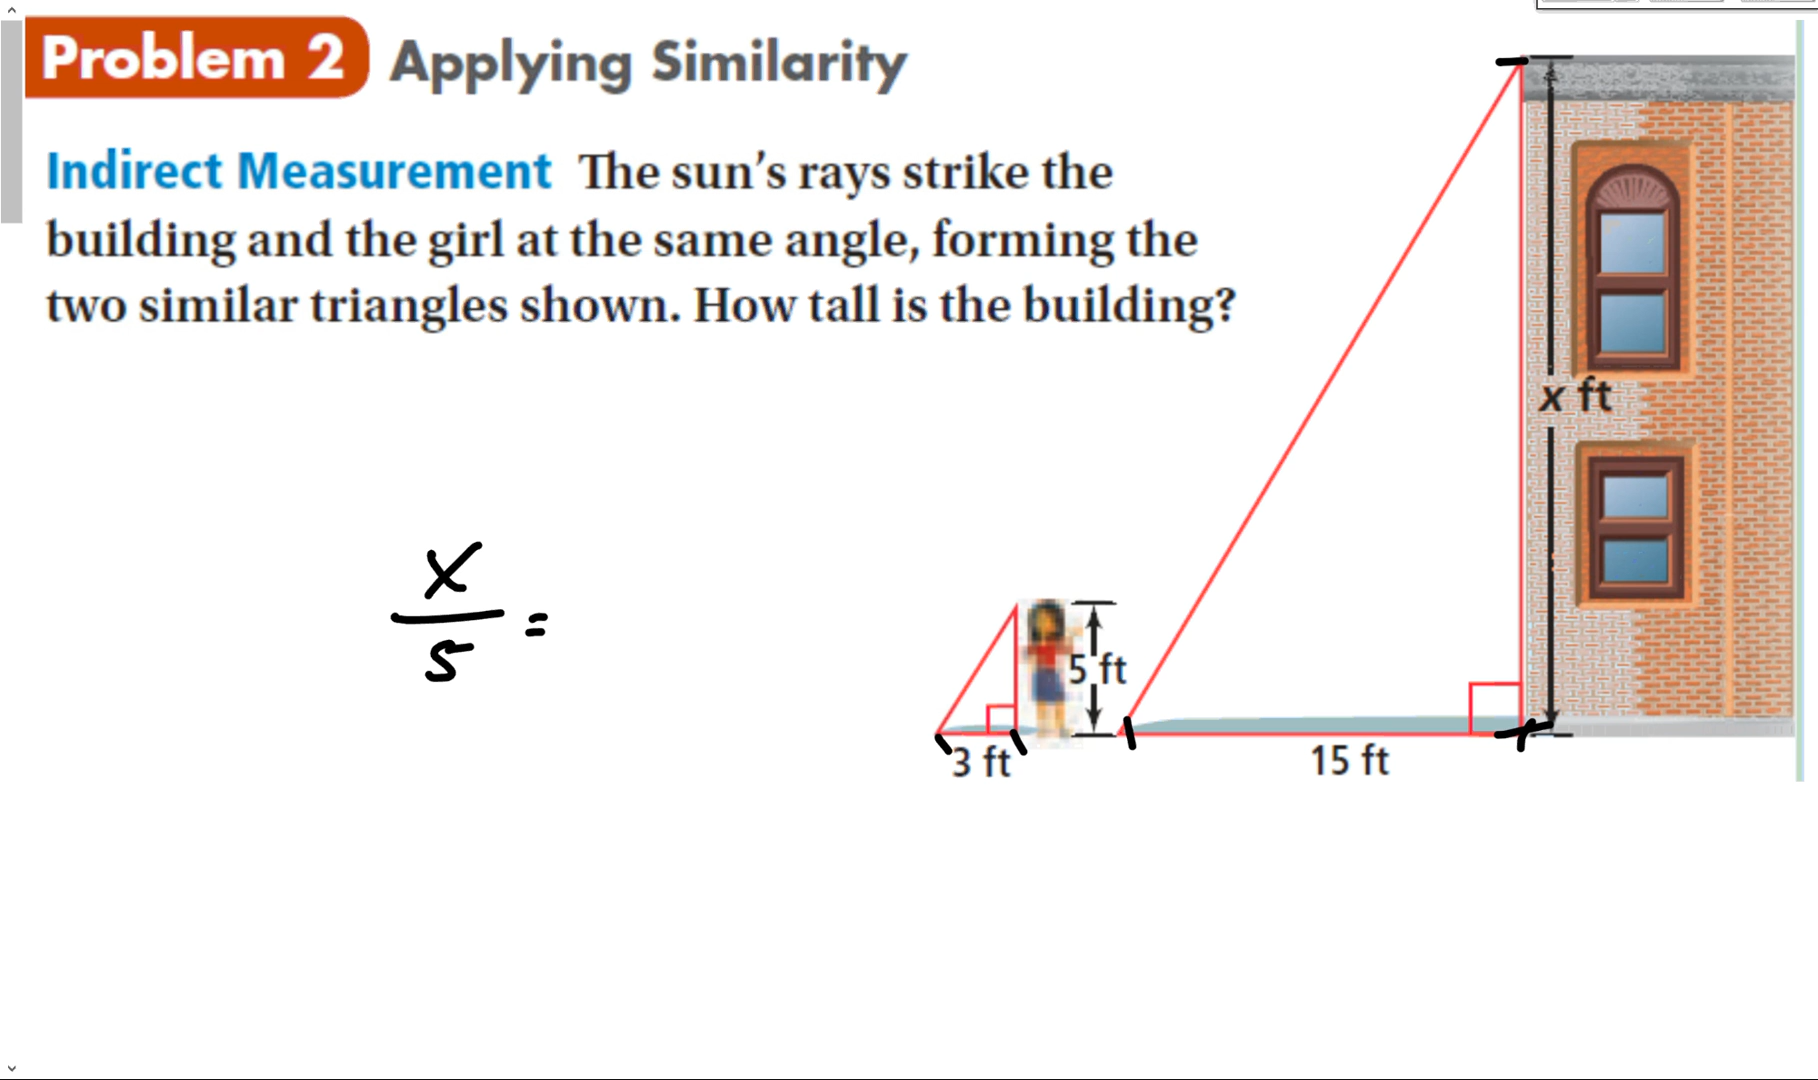 Problem 2 Applying Similarity
Indirect Measurement The sun's rays strike the
building and the girl at the same angle, forming the
two similar triangles shown. How tall is the building?
x ft
x
5
=
5 ft
3 ft
15 ft